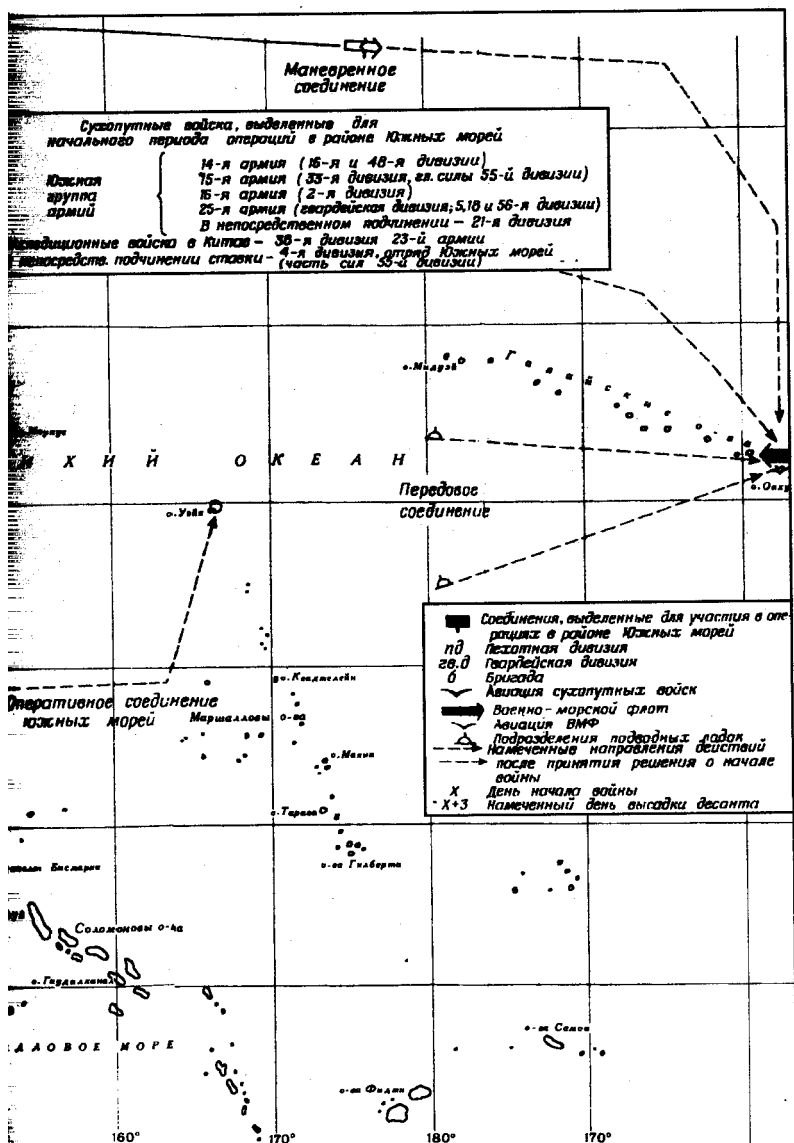 Маневренное
соединение
Сухопутные войска, выделенные для
начального периода операций в районе Южных морей
Южная
группа
армий
14-я армия (16-я и 48-я дивизии)
15-я армия (33-я дивизия, гл. силы 55-й дивизии)
16-я армия (2-я дивизия)
25-я армия (гвардейская дивизия; 5,18 и 56-я дивизии)
В непосредственном подчинении - 21-я дивизия
войска в Китае - 38-я дивизия 23-й армии
непосредств. подчинении ставки - 4-я дивизия, отряд Южных морей
(часть сил 55-й дивизии)
о. Мидуэй
Гавайские о-ва
о. Маркус
ИХИЙ ОКЕАН
Передовое
соединение
о. Оаху
о. Уэйк
Соединения, выделенные для участия в опе-
рациях в районе Южных морей
пд Пехотная дивизия
гв.д Гвардейская дивизия
б Бригада
Авиация сухопутных войск
Военно-морской флот
Авиация ВМФ
Подразделения подводных лодок
Намеченные направления действий
после принятия решения о начале
войны
X День начала войны
X+3 Намеченный день высадки десанта
Оперативное соединение
южных морей
о. Кваджелейн
Маршалловы о-ва
о. Макин
о. Тарава
о-ва Гилберта
Бисмарка
Соломоновы о-ва
о. Гуадалканал
АЛОВОЕ МОРЕ
о-ва Самоа
о-ва Фиджи
160° 170° 180° 170°